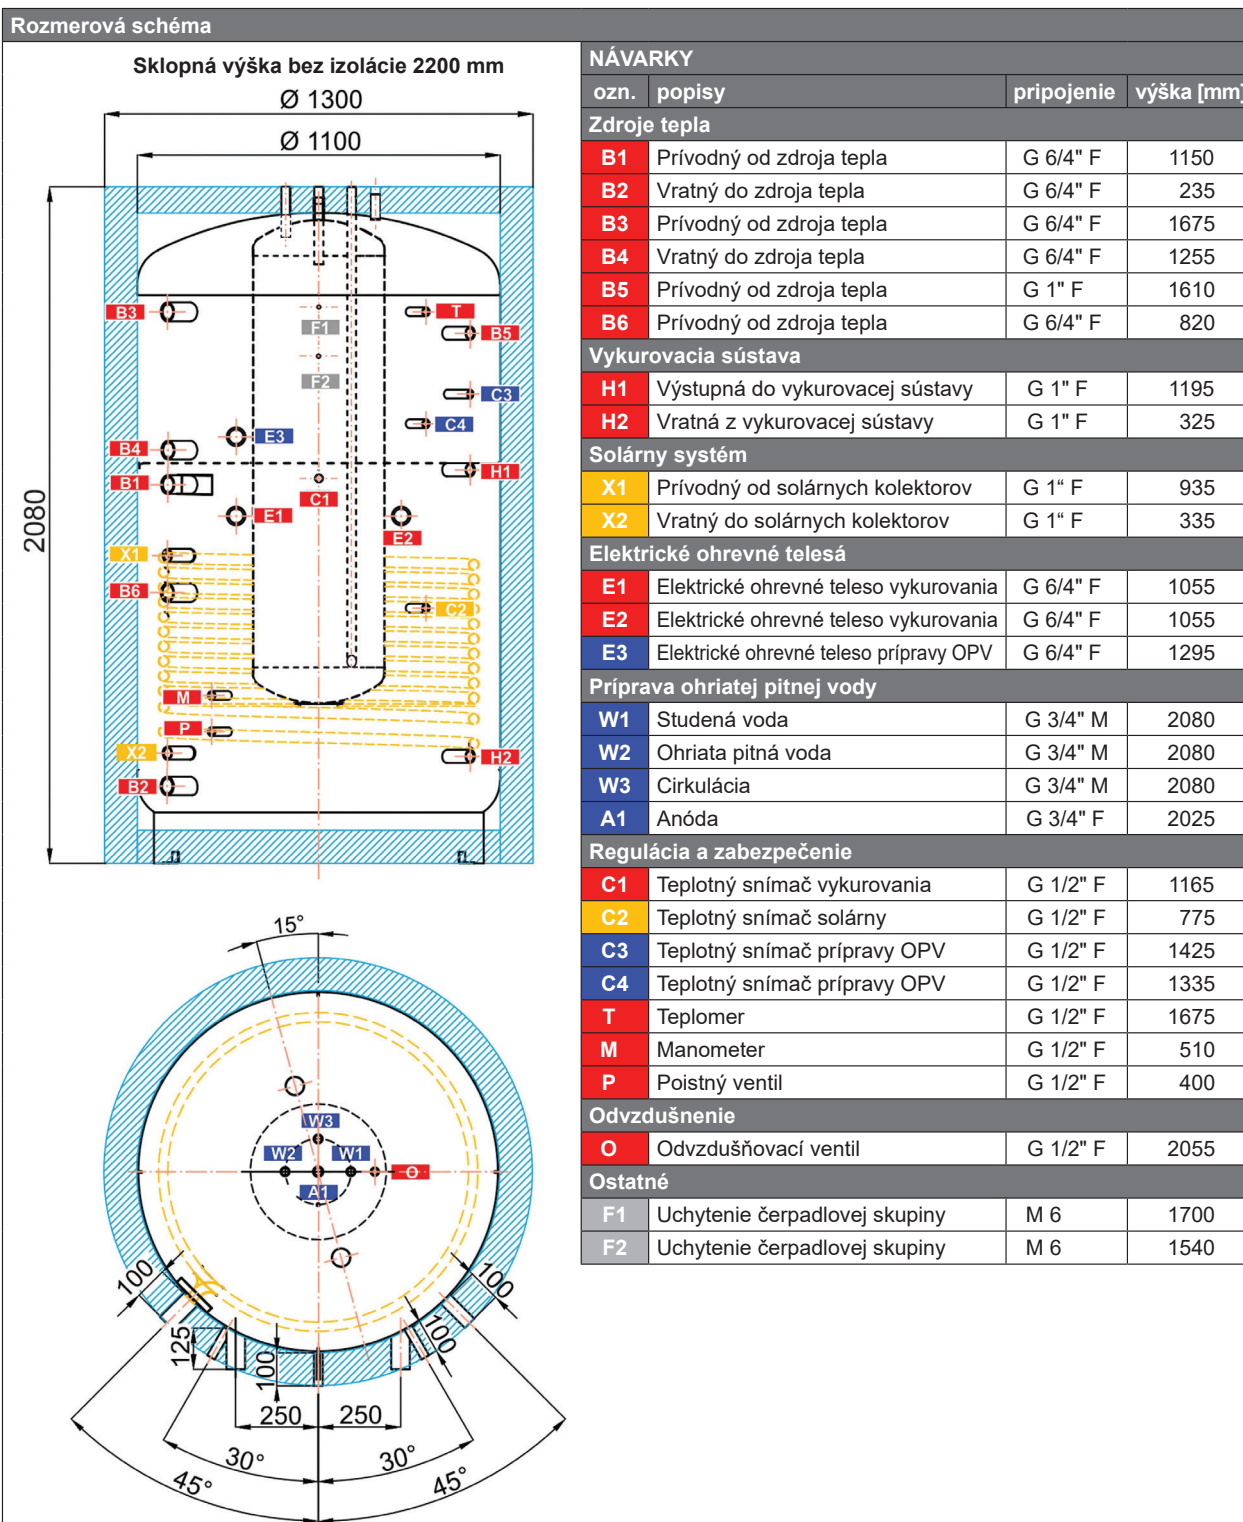 Rozmerová schéma
Sklopná výška bez izolácie 2200 mm
Ø 1300
Ø 1100
2080
B3
T
F1
B5
F2
C3
C4
E3
B4
H1
B1
C1
E1
E2
X1
B6
C2
M
P
X2
H2
B2
15°
W3
W2
W1
O
A1
100
100
125
100
100
250
250
30°
30°
45°
45°
NÁVARKY
ozn. popisy pripojenie výška [mm]
Zdroje tepla
B1 Prívodný od zdroja tepla G 6/4" F 1150
B2 Vratný do zdroja tepla G 6/4" F 235
B3 Prívodný od zdroja tepla G 6/4" F 1675
B4 Vratný do zdroja tepla G 6/4" F 1255
B5 Prívodný od zdroja tepla G 1" F 1610
B6 Prívodný od zdroja tepla G 6/4" F 820
Vykurovacia sústava
H1 Výstupná do vykurovacej sústavy G 1" F 1195
H2 Vratná z vykurovacej sústavy G 1" F 325
Solárny systém
X1 Prívodný od solárnych kolektorov G 1“ F 935
X2 Vratný do solárnych kolektorov G 1“ F 335
Elektrické ohrevné telesá
E1 Elektrické ohrevné teleso vykurovania G 6/4" F 1055
E2 Elektrické ohrevné teleso vykurovania G 6/4" F 1055
E3 Elektrické ohrevné teleso prípravy OPV G 6/4" F 1295
Príprava ohriatej pitnej vody
W1 Studená voda G 3/4" M 2080
W2 Ohriata pitná voda G 3/4" M 2080
W3 Cirkulácia G 3/4" M 2080
A1 Anóda G 3/4" F 2025
Regulácia a zabezpečenie
C1 Teplotný snímač vykurovania G 1/2" F 1165
C2 Teplotný snímač solárny G 1/2" F 775
C3 Teplotný snímač prípravy OPV G 1/2" F 1425
C4 Teplotný snímač prípravy OPV G 1/2" F 1335
T Teplomer G 1/2" F 1675
M Manometer G 1/2" F 510
P Poistný ventil G 1/2" F 400
Odvzdušnenie
O Odvzdušňovací ventil G 1/2" F 2055
Ostatné
F1 Uchytenie čerpadlovej skupiny M 6 1700
F2 Uchytenie čerpadlovej skupiny M 6 1540